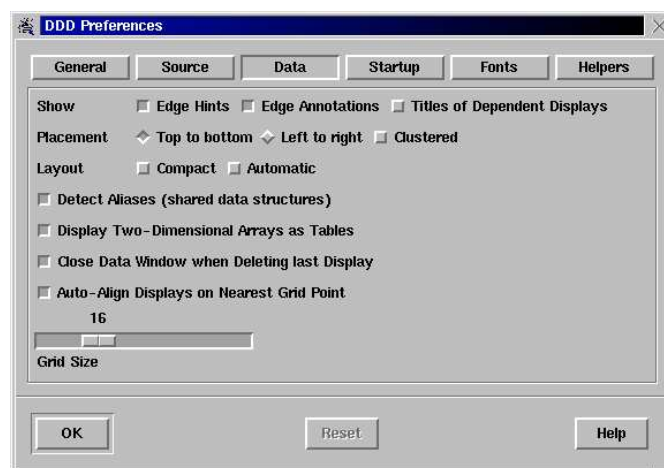 DDD Preferences
General Source Data Startup Fonts Helpers
Show Edge Hints Edge Annotations Titles of Dependent Displays
Placement Top to bottom Left to right Clustered
Layout Compact Automatic
Detect Aliases (shared data structures)
Display Two-Dimensional Arrays as Tables
Close Data Window when Deleting last Display
Auto-Align Displays on Nearest Grid Point
16
Grid Size
OK Reset Help